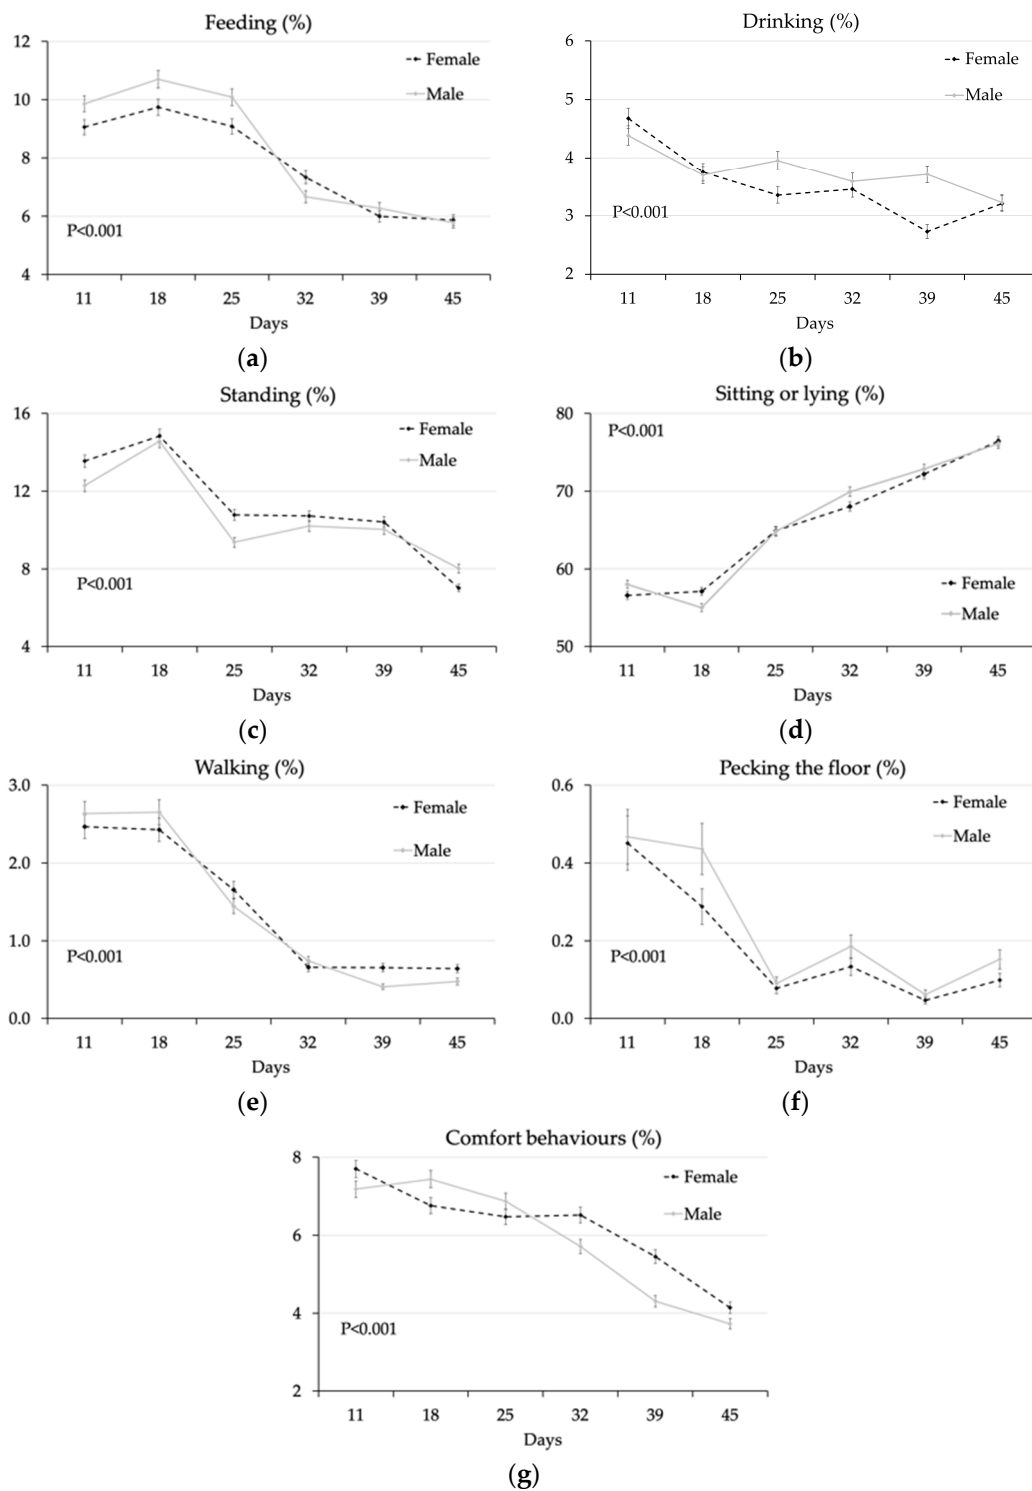 Feeding (%)
12
10
8
6
4
Female
Male
P<0.001
11 18 25 32 39 45
Days
(a)
Drinking (%)
6
5
4
3
2
Female
Male
P<0.001
11 18 25 32 39 45
Days
(b)
Standing (%)
16
12
8
4
Female
Male
P<0.001
11 18 25 32 39 45
Days
(c)
Sitting or lying (%)
80
70
60
50
P<0.001
Female
Male
11 18 25 32 39 45
Days
(d)
Walking (%)
3.0
2.0
1.0
0.0
Female
Male
P<0.001
11 18 25 32 39 45
Days
(e)
Pecking the floor (%)
0.6
0.4
0.2
0.0
Female
Male
P<0.001
11 18 25 32 39 45
Days
(f)
Comfort behaviours (%)
8
6
4
2
Female
Male
P<0.001
11 18 25 32 39 45
Days
(g)